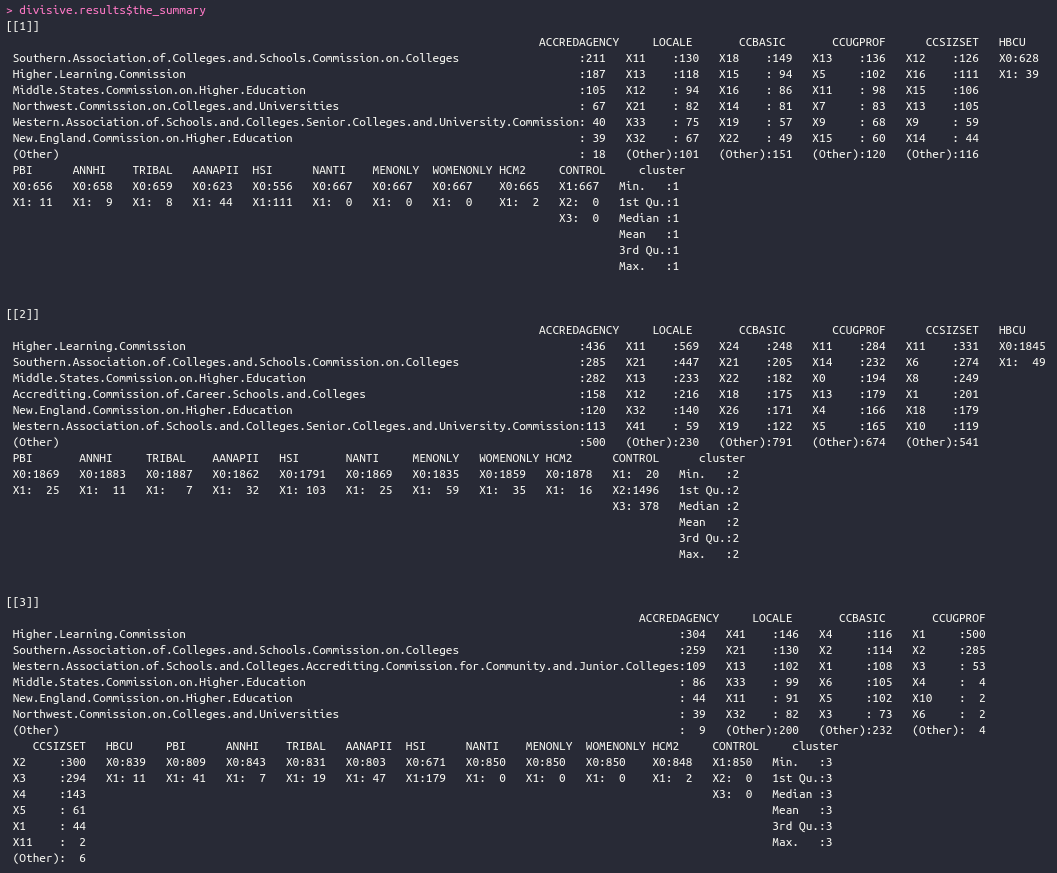 > divisive.results$the_summary
[[1]]
ACCREDAGENCY LOCALE CCBASIC CCUGPROF CCSIZSET HBCU
Southern.Association.of.Colleges.and.Schools.Commission.on.Colleges :211 X11 :130 X18 :149 X13 :136 X12 :126 X0:628
Higher.Learning.Commission :187 X13 :118 X15 : 94 X5 :102 X16 :111 X1: 39
Middle.States.Commission.on.Higher.Education :105 X12 : 94 X16 : 86 X11 : 98 X15 :106
Northwest.Commission.on.Colleges.and.Universities : 67 X21 : 82 X14 : 81 X7 : 83 X13 :105
Western.Association.of.Schools.and.Colleges.Senior.Colleges.and.University.Commission: 40 X33 : 75 X19 : 57 X9 : 68 X9 : 59
New.England.Commission.on.Higher.Education : 39 X32 : 67 X22 : 49 X15 : 60 X14 : 44
(Other) : 18 (Other):101 (Other):151 (Other):120 (Other):116
PBI ANNHI TRIBAL AANAPII HSI NANTI MENONLY WOMENONLY HCM2 CONTROL cluster
X0:656 X0:658 X0:659 X0:623 X0:556 X0:667 X0:667 X0:667 X0:665 X1:667 Min. :1
X1: 11 X1: 9 X1: 8 X1: 44 X1:111 X1: 0 X1: 0 X1: 0 X1: 2 X2: 0 1st Qu.:1
X3: 0 Median :1
Mean :1
3rd Qu.:1
Max. :1
[[2]]
ACCREDAGENCY LOCALE CCBASIC CCUGPROF CCSIZSET HBCU
Higher.Learning.Commission :436 X11 :569 X24 :248 X11 :284 X11 :331 X0:1845
Southern.Association.of.Colleges.and.Schools.Commission.on.Colleges :285 X21 :447 X21 :205 X14 :232 X6 :274 X1: 49
Middle.States.Commission.on.Higher.Education :282 X13 :233 X22 :182 X0 :194 X8 :249
Accrediting.Commission.of.Career.Schools.and.Colleges :158 X12 :216 X18 :175 X13 :179 X1 :201
New.England.Commission.on.Higher.Education :120 X32 :140 X26 :171 X4 :166 X18 :179
Western.Association.of.Schools.and.Colleges.Senior.Colleges.and.University.Commission:113 X41 : 59 X19 :122 X5 :165 X10 :119
(Other) :500 (Other):230 (Other):791 (Other):674 (Other):541
PBI ANNHI TRIBAL AANAPII HSI NANTI MENONLY WOMENONLY HCM2 CONTROL cluster
X0:1869 X0:1883 X0:1887 X0:1862 X0:1791 X0:1869 X0:1835 X0:1859 X0:1878 X1: 20 Min. :2
X1: 25 X1: 11 X1: 7 X1: 32 X1: 103 X1: 25 X1: 59 X1: 35 X1: 16 X2:1496 1st Qu.:2
X3: 378 Median :2
Mean :2
3rd Qu.:2
Max. :2
[[3]]
ACCREDAGENCY LOCALE CCBASIC CCUGPROF
Higher.Learning.Commission :304 X41 :146 X4 :116 X1 :500
Southern.Association.of.Colleges.and.Schools.Commission.on.Colleges :259 X21 :130 X2 :114 X2 :285
Western.Association.of.Schools.and.Colleges.Accrediting.Commission.for.Community.and.Junior.Colleges:109 X13 :102 X1 :108 X3 : 53
Middle.States.Commission.on.Higher.Education : 86 X33 : 99 X6 :105 X4 : 4
New.England.Commission.on.Higher.Education : 44 X11 : 91 X5 :102 X10 : 2
Northwest.Commission.on.Colleges.and.Universities : 39 X32 : 82 X3 : 73 X6 : 2
(Other) : 9 (Other):200 (Other):232 (Other): 4
CCSIZSET HBCU PBI ANNHI TRIBAL AANAPII HSI NANTI MENONLY WOMENONLY HCM2 CONTROL cluster
X2 :300 X0:839 X0:809 X0:843 X0:831 X0:803 X0:671 X0:850 X0:850 X0:850 X0:848 X1:850 Min. :3
X3 :294 X1: 11 X1: 41 X1: 7 X1: 19 X1: 47 X1:179 X1: 0 X1: 0 X1: 0 X1: 2 X2: 0 1st Qu.:3
X4 :143 X3: 0 Median :3
X5 : 61 Mean :3
X1 : 44 3rd Qu.:3
X11 : 2 Max. :3
(Other): 6